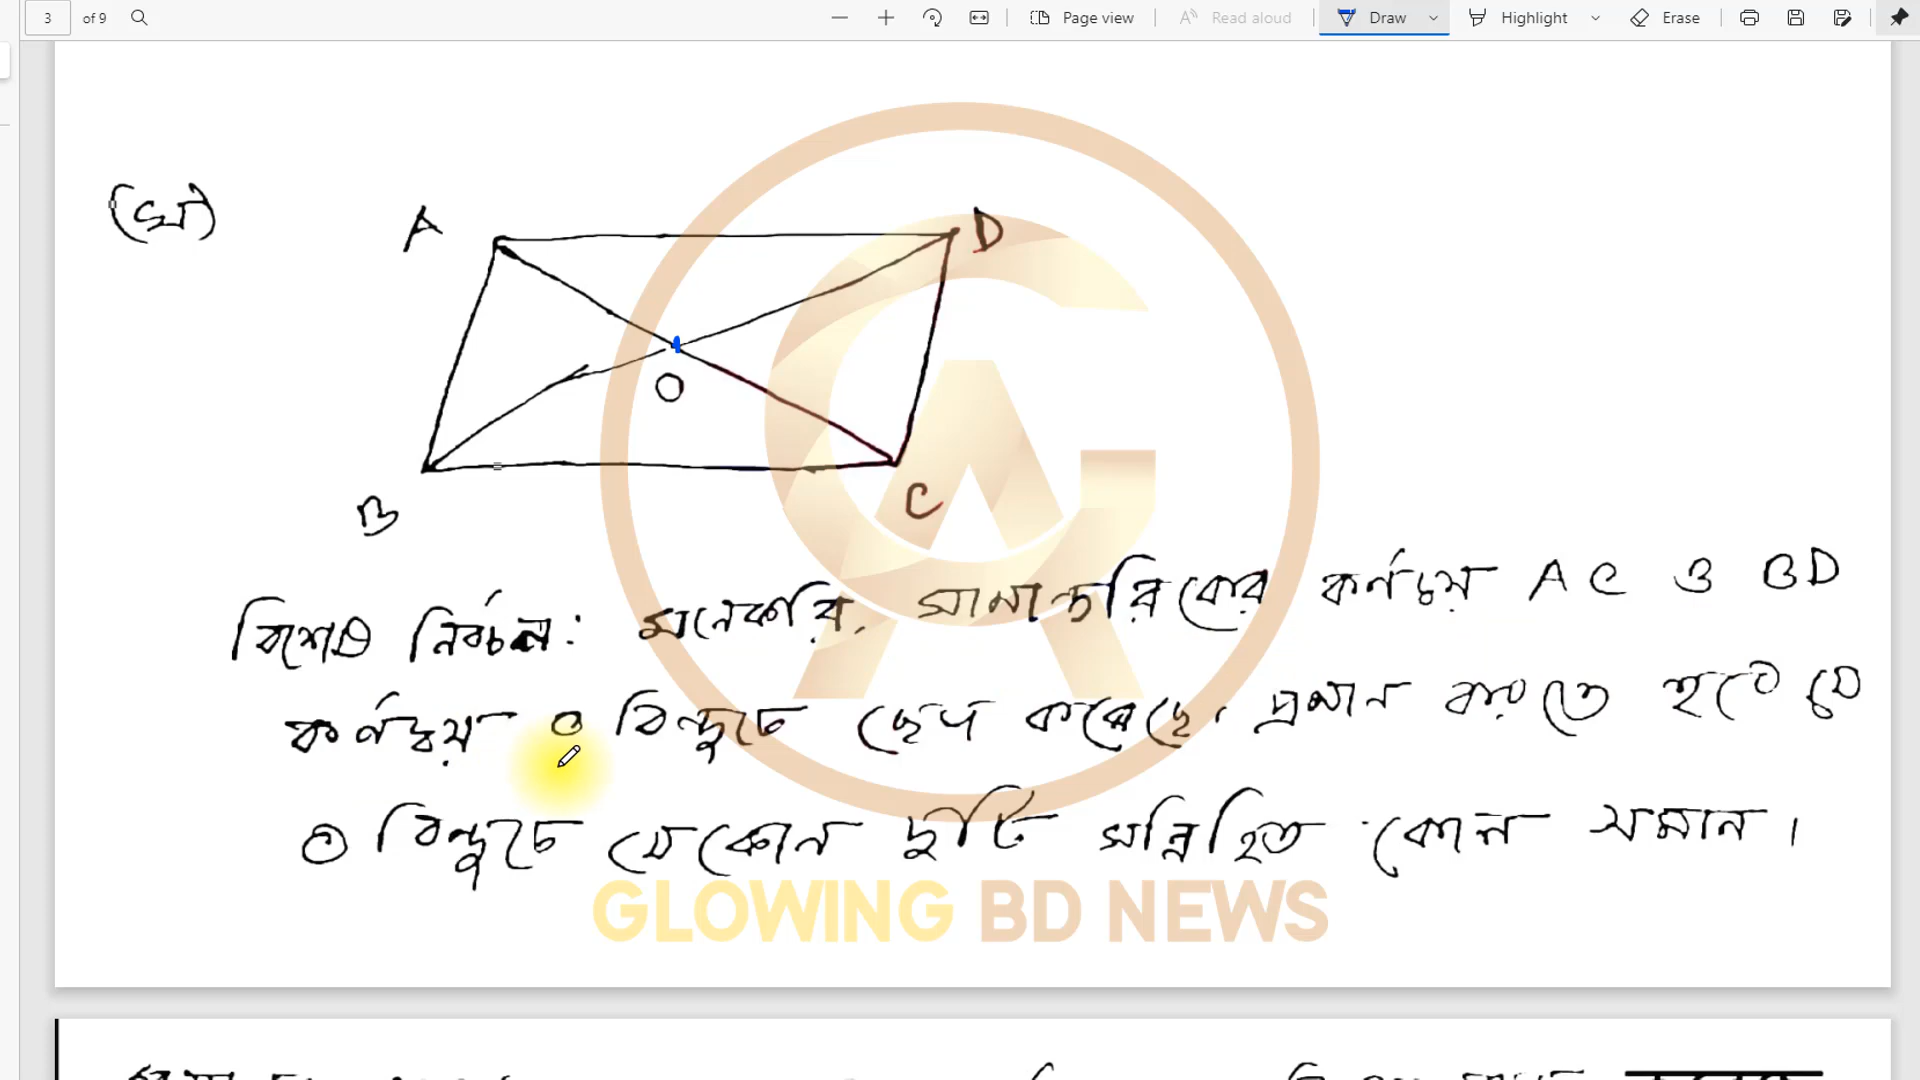 3 of 9 Page view Read aloud Draw Highlight Erase
(ঘ)
A D
O
B C
বিশেষ নির্বচন: মনেকরি, সামান্তরিকের কর্ণদ্বয় AC ও BD
কর্ণদ্বয় O বিন্দুতে ছেদ করেছে। প্রমান করতে হবে যে
O বিন্দুতে যেকোন দুটি সন্নিহিত কোন সমান।
GLOWING BD NEWS